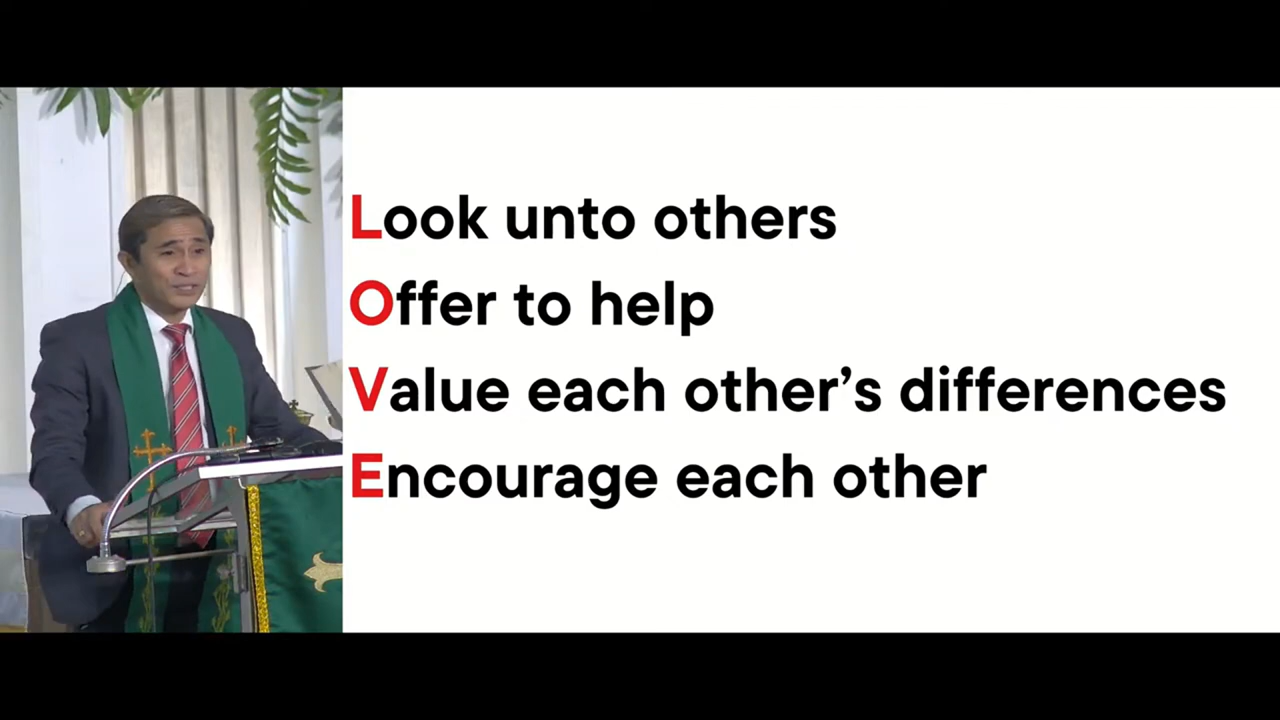 Look unto others
Offer to help
Value each other’s differences
Encourage each other